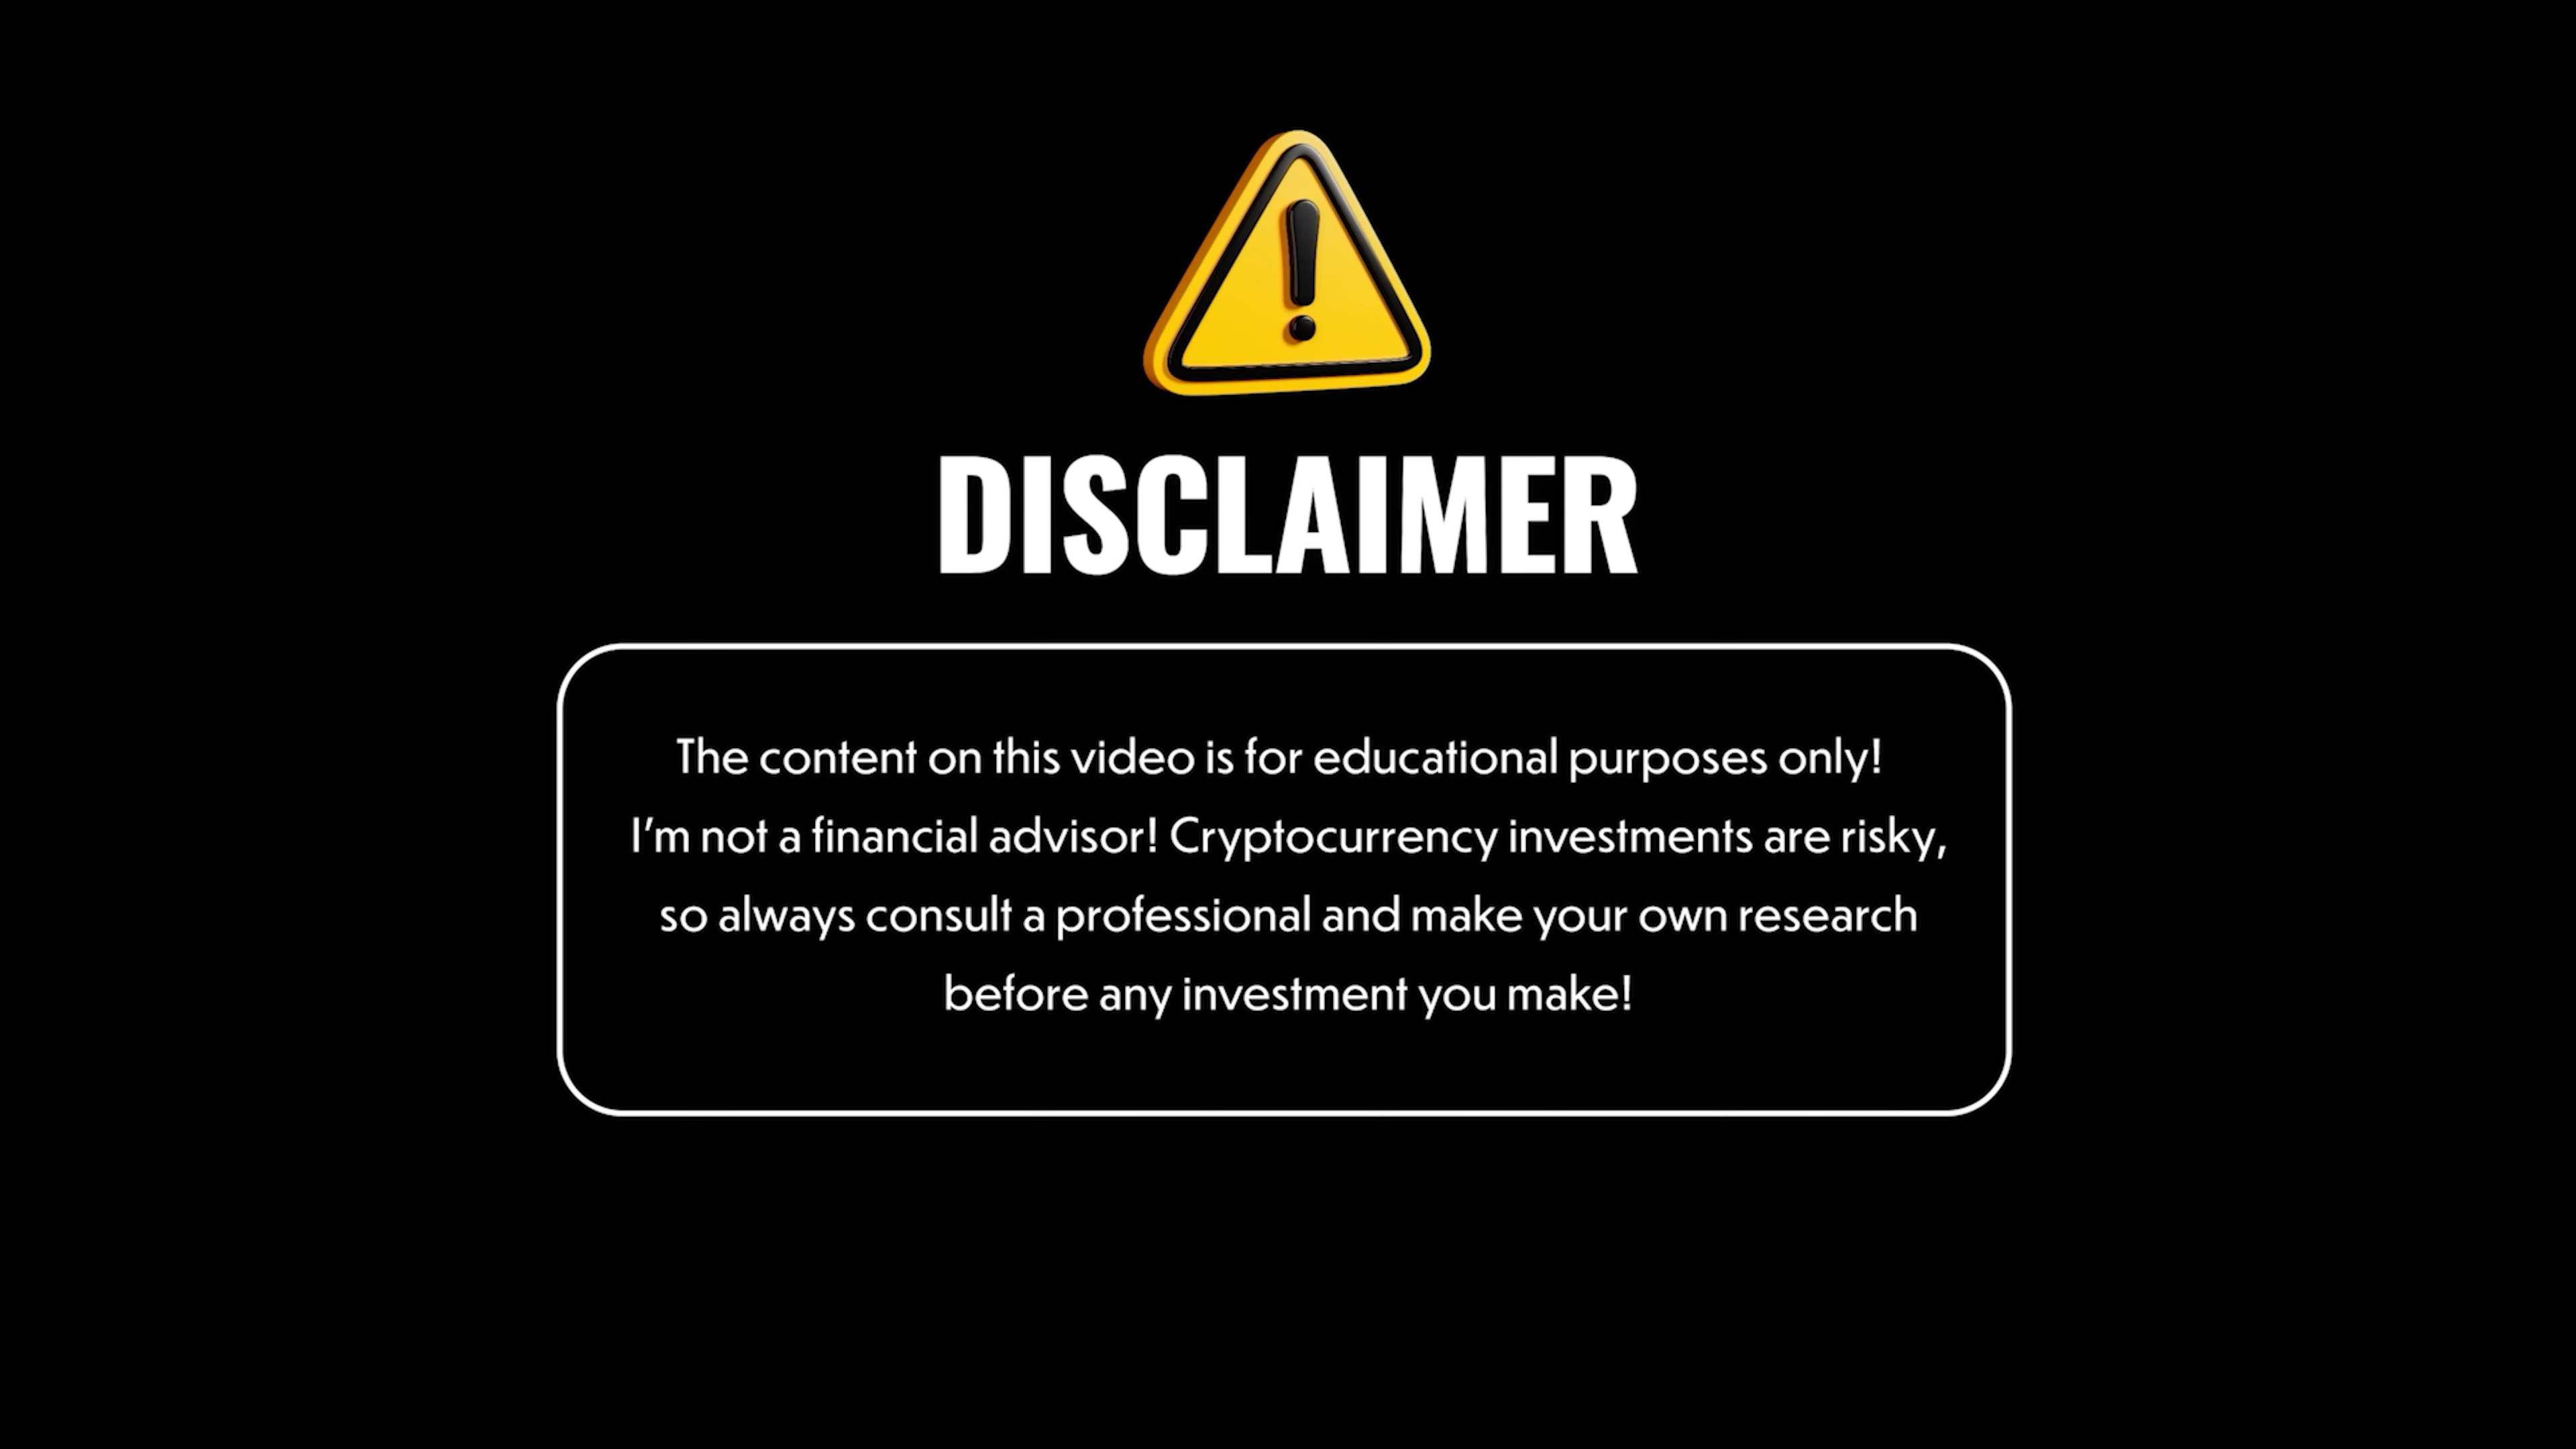 DISCLAIMER
The content on this video is for educational purposes only!
I'm not a financial advisor! Cryptocurrency investments are risky,
so always consult a professional and make your own research
before any investment you make!